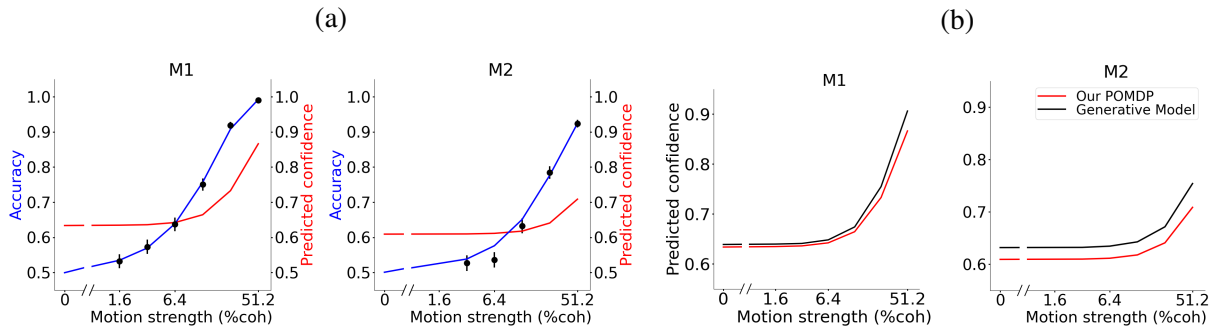 (a)
(b)
M1
1.0
0.9
0.8
0.7
0.6
0.5
Accuracy
1.0
0.9
0.8
0.7
0.6
0.5
Predicted confidence
0
1.6
6.4
51.2
Motion strength (%coh)
M2
1.0
0.9
0.8
0.7
0.6
0.5
Accuracy
1.0
0.9
0.8
0.7
0.6
0.5
Predicted confidence
0
1.6
6.4
51.2
Motion strength (%coh)
M1
0.9
0.8
0.7
0.6
Predicted confidence
0
1.6
6.4
51.2
Motion strength (%coh)
M2
Our POMDP
Generative Model
0.9
0.8
0.7
0.6
0
1.6
6.4
51.2
Motion strength (%coh)